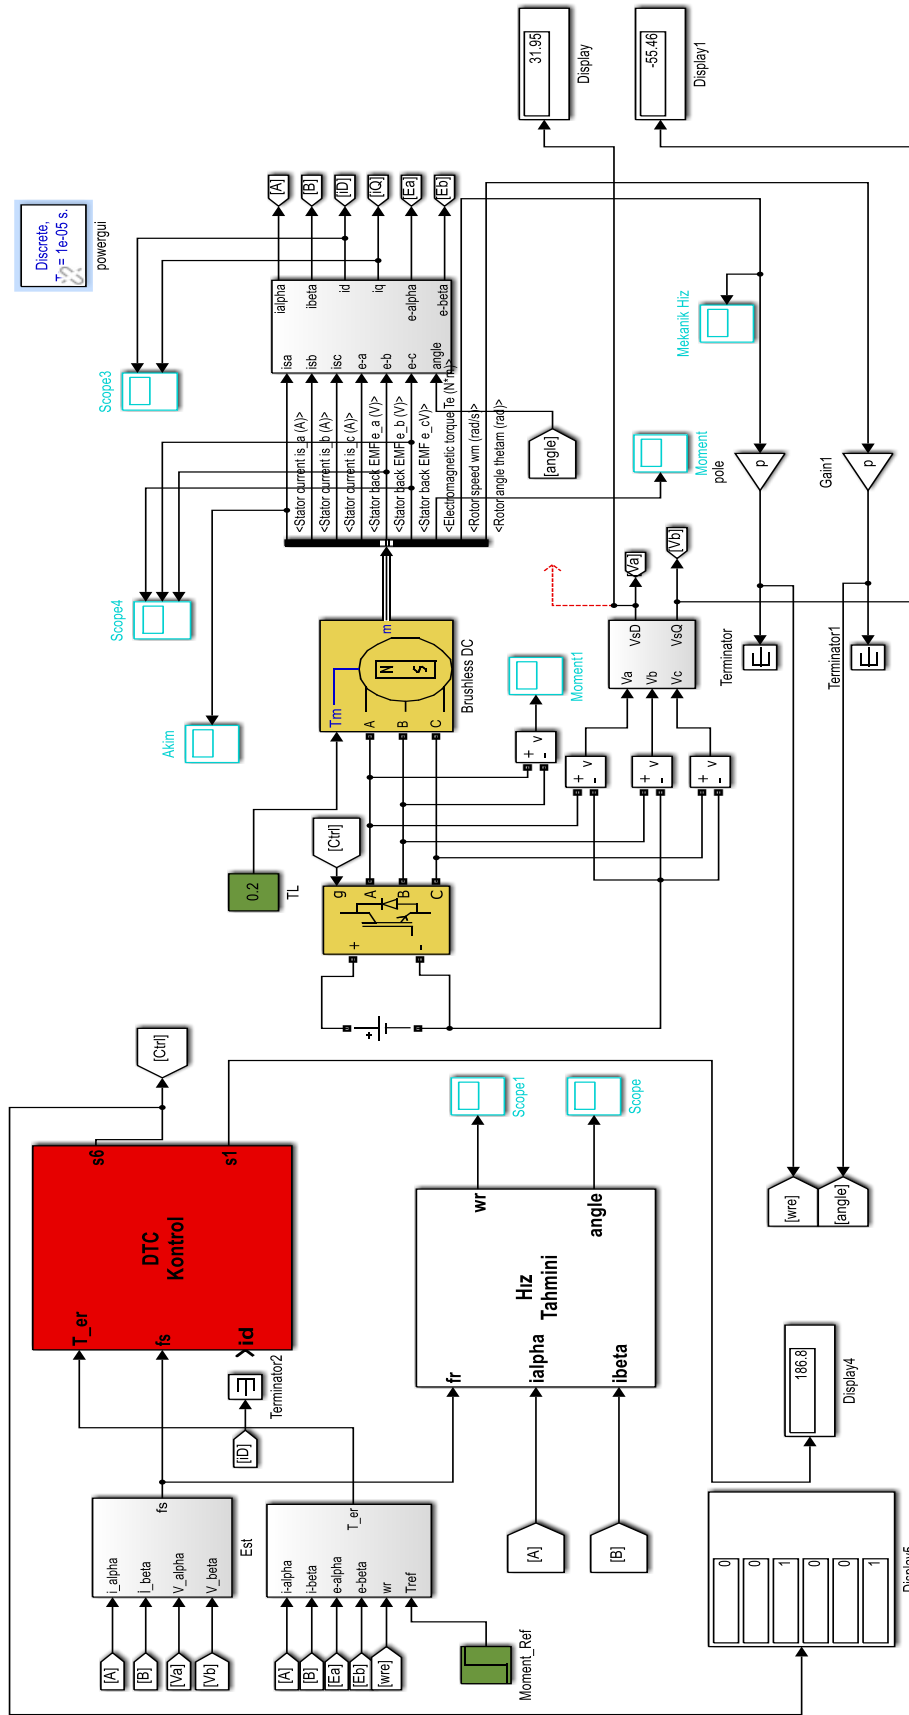 Discrete,
= 1e-05 s.
powergui
Scope3
Scope4
Akim
0.2
TL
[Ctrl]
g
A
B
C
+
-
+
Tm
A
B
C
m
N
S
Brushless DC
<Stator current is_a (A)>
<Stator current is_b (A)>
<Stator current is_c (A)>
<Stator back EMF e_a (V)>
<Stator back EMF e_b (V)>
<Stator back EMF e_cV)>
<Electromagnetic torque Te (N*m)>
<Rotor speed wm (rad/s)>
<Rotor angle thetam (rad)>
isa
isb
isc
e-a
e-b
e-c
angle
ialpha
ibeta
id
iq
e-alpha
e-beta
[A]
[B]
[iD]
[iQ]
[Ea]
[Eb]
[angle]
31.95
Display
-55.46
Display1
Mekanik Hiz
Moment
pole
p
Gain1
p
Moment1
+
-
v
+
-
v
+
-
v
+
-
v
Va
Vb
Vc
VsD
VsQ
[Va]
[Vb]
Terminator
Terminator1
[wre]
[angle]
[Ctrl]
DTC
Kontrol
T_er
fs
id
s6
s1
[iD]
Terminator2
[A]
[B]
[Va]
[Vb]
i_alpha
i_beta
V_alpha
V_beta
fs
Est
[A]
[B]
[Ea]
[Eb]
[wre]
i-alpha
i-beta
e-alpha
e-beta
wr
Tref
T_er
Moment_Ref
Hız
Tahmini
fr
ialpha
ibeta
wr
angle
Scope1
Scope
[A]
[B]
186.8
Display4
0
0
1
0
0
1
Display5